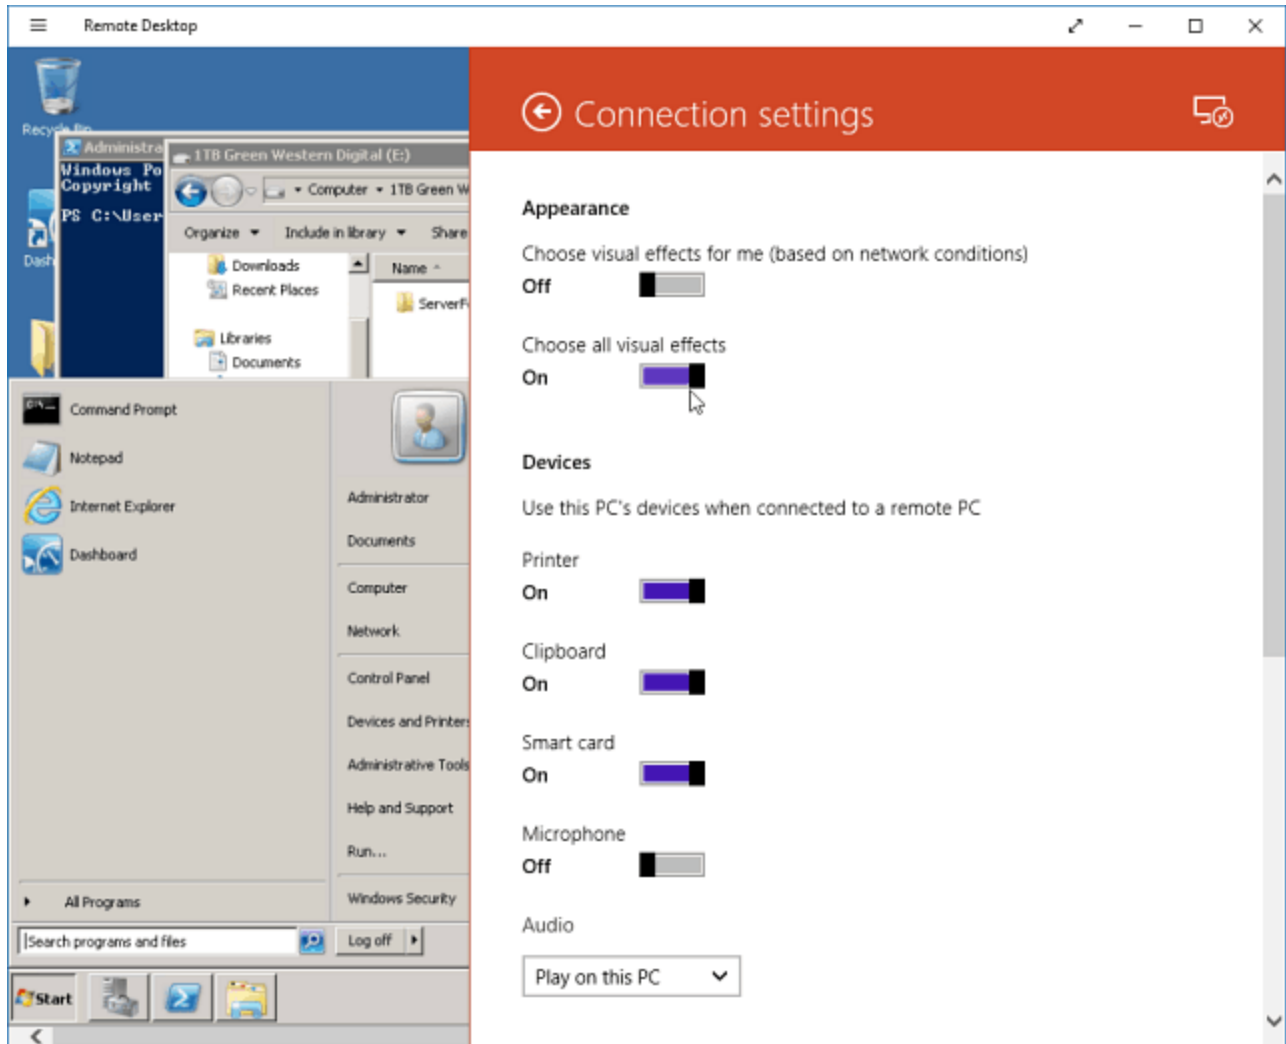 Remote Desktop
Recycle Bin
Administra
Windows Po
Copyright
PS C:\User
Dash
1TB Green Western Digital (E:)
Computer 1TB Green W
Organize Include in library Share
Downloads
Recent Places
Libraries
Documents
Name
ServerF
Command Prompt
Notepad
Internet Explorer
Dashboard
All Programs
Search programs and files
Administrator
Documents
Computer
Network
Control Panel
Devices and Printers
Administrative Tools
Help and Support
Run...
Windows Security
Log off
Start
Connection settings
Appearance
Choose visual effects for me (based on network conditions)
Off
Choose all visual effects
On
Devices
Use this PC's devices when connected to a remote PC
Printer
On
Clipboard
On
Smart card
On
Microphone
Off
Audio
Play on this PC